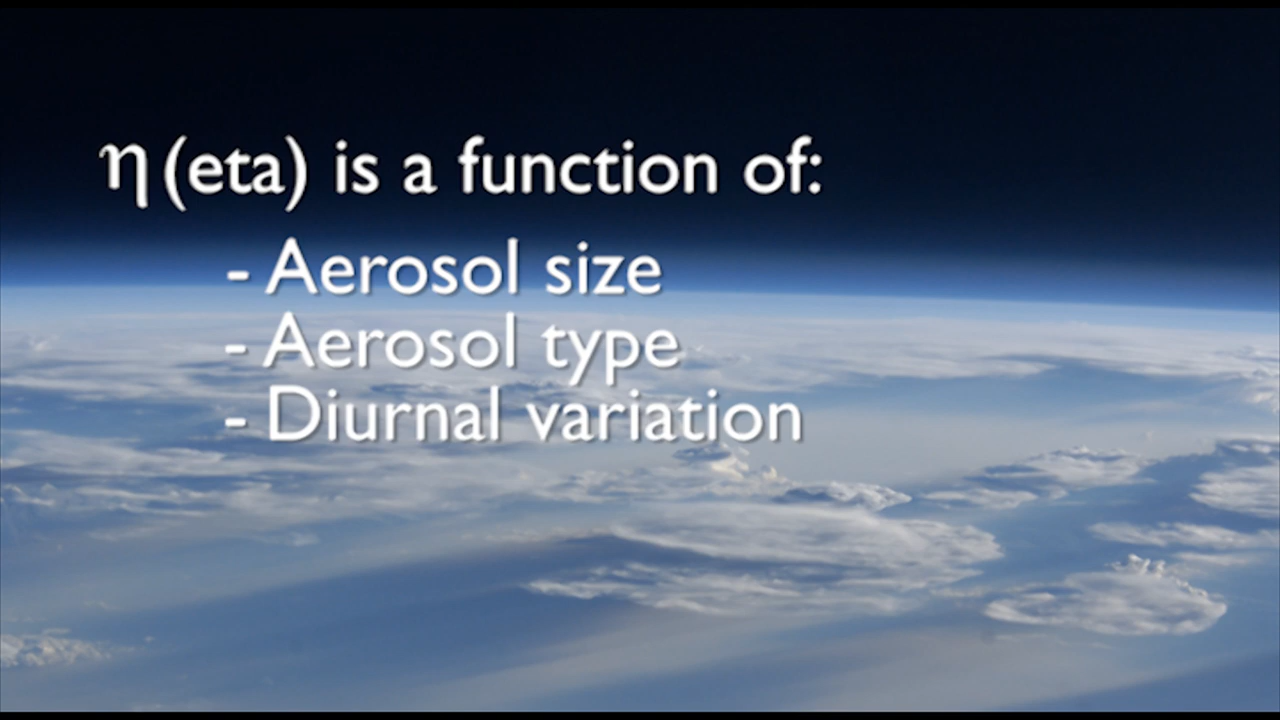 η (eta) is a function of:
- Aerosol size
- Aerosol type
- Diurnal variation